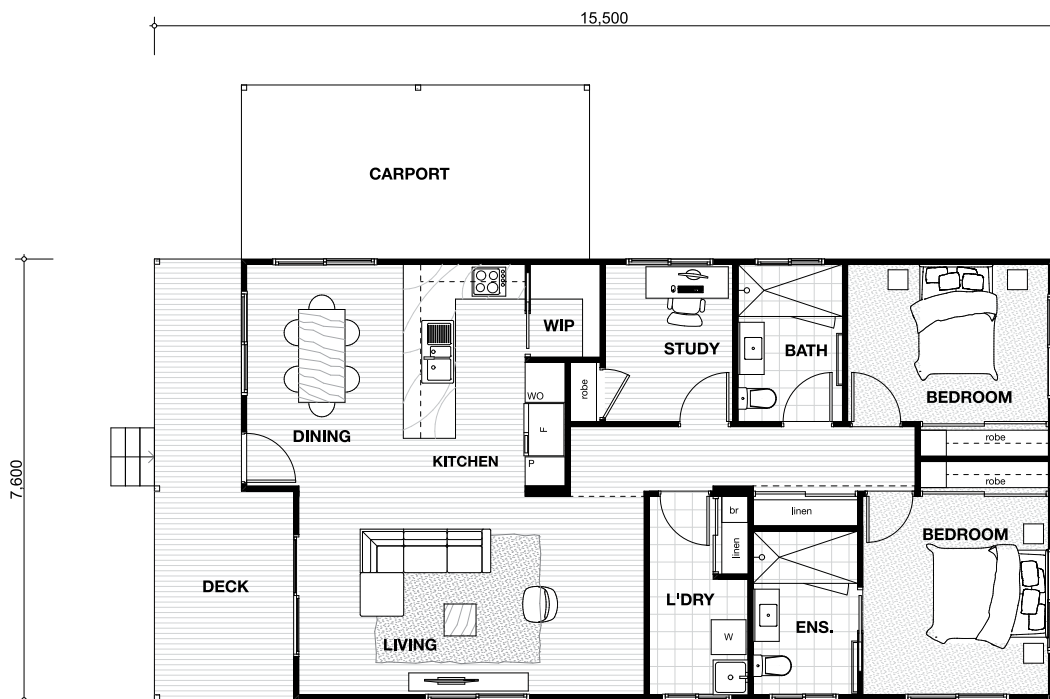 15,500
CARPORT
WIP
STUDY
BATH
BEDROOM
robe
WO
F
P
DINING
KITCHEN
robe
robe
7,600
br
linen
linen
BEDROOM
DECK
L'DRY
W
ENS.
LIVING